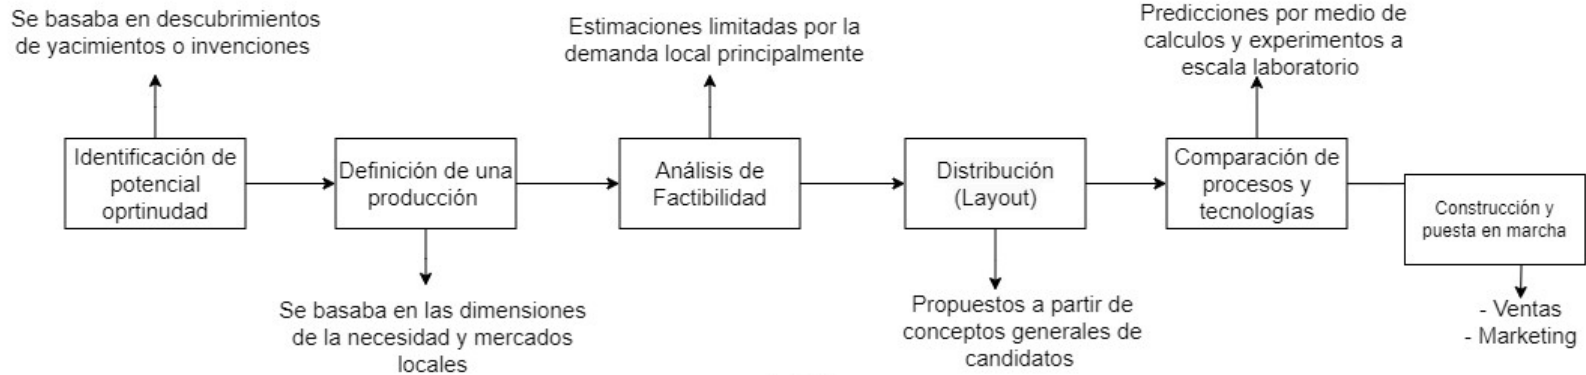 Se basaba en descubrimientos
de yacimientos o invenciones
Estimaciones limitadas por la
demanda local principalmente
Predicciones por medio de
calculos y experimentos a
escala laboratorio
Identificación de
potencial
oprtinudad
Definición de una
producción
Análisis de
Factibilidad
Distribución
(Layout)
Comparación de
procesos y
tecnologías
Construcción y
puesta en marcha
Se basaba en las dimensiones
de la necesidad y mercados
locales
Propuestos a partir de
conceptos generales de
candidatos
- Ventas
- Marketing